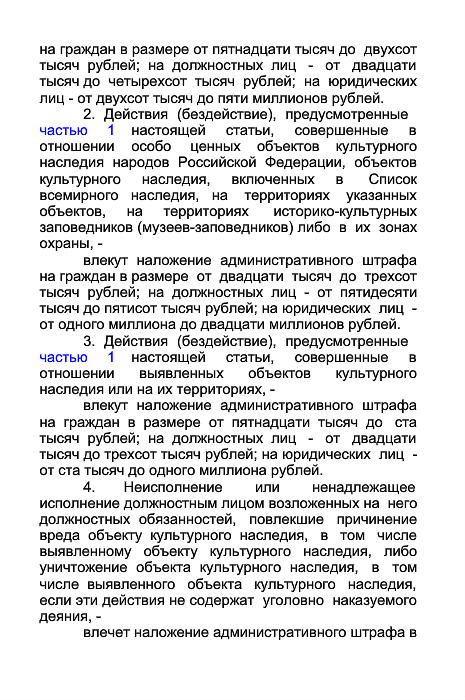 на граждан в размере от пятнадцати тысяч до двухсот
тысяч рублей; на должностных лиц - от двадцати
тысяч до четырехсот тысяч рублей; на юридических
лиц - от двухсот тысяч до пяти миллионов рублей.
2. Действия (бездействие), предусмотренные
частью 1 настоящей статьи, совершенные в
отношении особо ценных объектов культурного
наследия народов Российской Федерации, объектов
культурного наследия, включенных в Список
всемирного наследия, на территориях указанных
объектов, на территориях историко-культурных
заповедников (музеев-заповедников) либо в их зонах
охраны, -
влекут наложение административного штрафа
на граждан в размере от двадцати тысяч до трехсот
тысяч рублей; на должностных лиц - от пятидесяти
тысяч до пятисот тысяч рублей; на юридических лиц -
от одного миллиона до двадцати миллионов рублей.
3. Действия (бездействие), предусмотренные
частью 1 настоящей статьи, совершенные в
отношении выявленных объектов культурного
наследия или на их территориях, -
влекут наложение административного штрафа
на граждан в размере от пятнадцати тысяч до ста
тысяч рублей; на должностных лиц - от двадцати
тысяч до трехсот тысяч рублей; на юридических лиц -
от ста тысяч до одного миллиона рублей.
4. Неисполнение или ненадлежащее
исполнение должностным лицом возложенных на него
должностных обязанностей, повлекшие причинение
вреда объекту культурного наследия, в том числе
выявленному объекту культурного наследия, либо
уничтожение объекта культурного наследия, в том
числе выявленного объекта культурного наследия,
если эти действия не содержат уголовно наказуемого
деяния, -
влечет наложение административного штрафа в